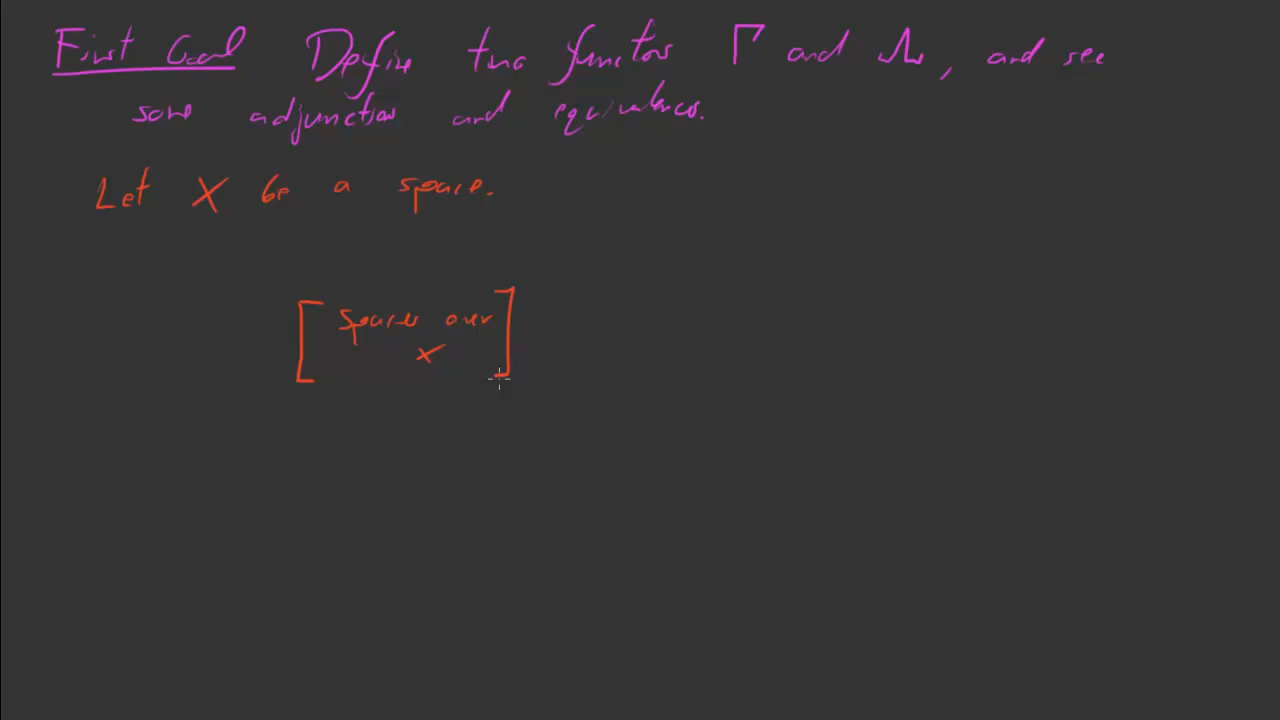 First Goal Define two functors Γ and Λ, and see
some adjunction and equivalences.
Let X be a space.
[ Spaces over
X ]